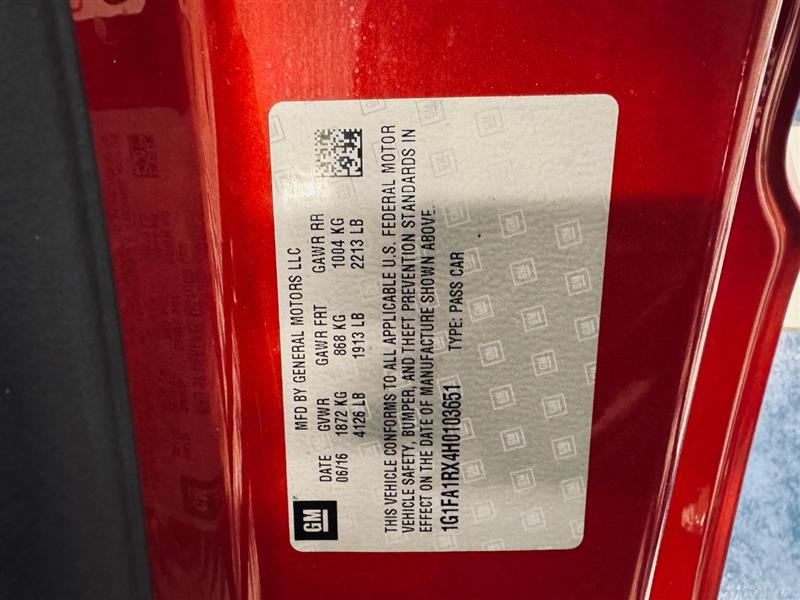 GM
MFD BY GENERAL MOTORS LLC
DATE GVWR GAWR FRT GAWR RR
06/16 1872 KG 868 KG 1004 KG
4126 LB 1913 LB 2213 LB
THIS VEHICLE CONFORMS TO ALL APPLICABLE U.S. FEDERAL MOTOR
VEHICLE SAFETY, BUMPER, AND THEFT PREVENTION STANDARDS IN
EFFECT ON THE DATE OF MANUFACTURE SHOWN ABOVE.
1G1FA1RX4H0103651 TYPE: PASS CAR